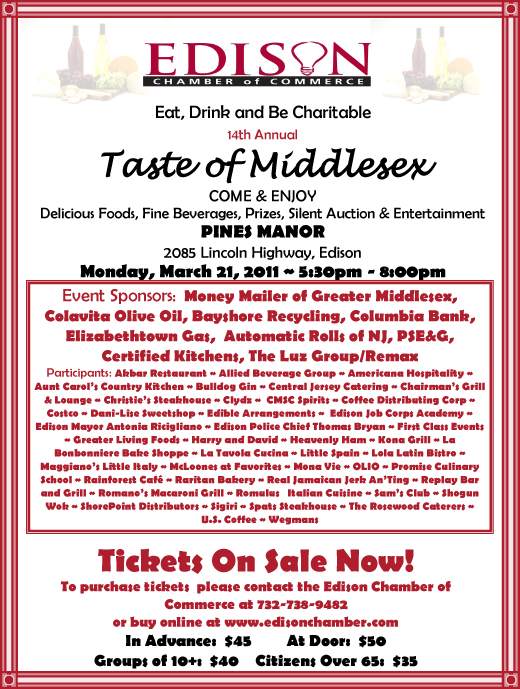 EDISON
CHAMBER of COMMERCE
Eat, Drink and Be Charitable
14th Annual
Taste of Middlesex
COME & ENJOY
Delicious Foods, Fine Beverages, Prizes, Silent Auction & Entertainment
PINES MANOR
2085 Lincoln Highway, Edison
Monday, March 21, 2011 ~ 5:30pm - 8:00pm
Event Sponsors: Money Mailer of Greater Middlesex,
Colavita Olive Oil, Bayshore Recycling, Columbia Bank,
Elizabethtown Gas, Automatic Rolls of NJ, PSE&G,
Certified Kitchens, The Luz Group/Remax
Participants: Akbar Restaurant ~ Allied Beverage Group ~ Americana Hospitality ~
Aunt Carol's Country Kitchen ~ Bulldog Gin ~ Central Jersey Catering ~ Chairman's Grill
& Lounge ~ Christie's Steakhouse ~ Clydz ~ CMSC Spirits ~ Coffee Distributing Corp ~
Costco ~ Dani-Lise Sweetshop ~ Edible Arrangements ~ Edison Job Corps Academy ~
Edison Mayor Antonia Ricigliano ~ Edison Police Chief Thomas Bryan ~ First Class Events
~ Greater Living Foods ~ Harry and David ~ Heavenly Ham ~ Kona Grill ~ La
Bonbonniere Bake Shoppe ~ La Tavola Cucina ~ Little Spain ~ Lola Latin Bistro ~
Maggiano's Little Italy ~ McLoones at Favorites ~ Mona Vie ~ OLIO ~ Promise Culinary
School ~ Rainforest Café ~ Raritan Bakery ~ Real Jamaican Jerk An'Ting ~ Replay Bar
and Grill ~ Romano's Macaroni Grill ~ Romulus Italian Cuisine ~ Sam's Club ~ Shogun
Wok ~ ShorePoint Distributors ~ Sigiri ~ Spats Steakhouse ~ The Rosewood Caterers ~
U.S. Coffee ~ Wegmans
Tickets On Sale Now!
To purchase tickets please contact the Edison Chamber of
Commerce at 732-738-9482
or buy online at www.edisonchamber.com
In Advance: $45 At Door: $50
Groups of 10+: $40 Citizens Over 65: $35